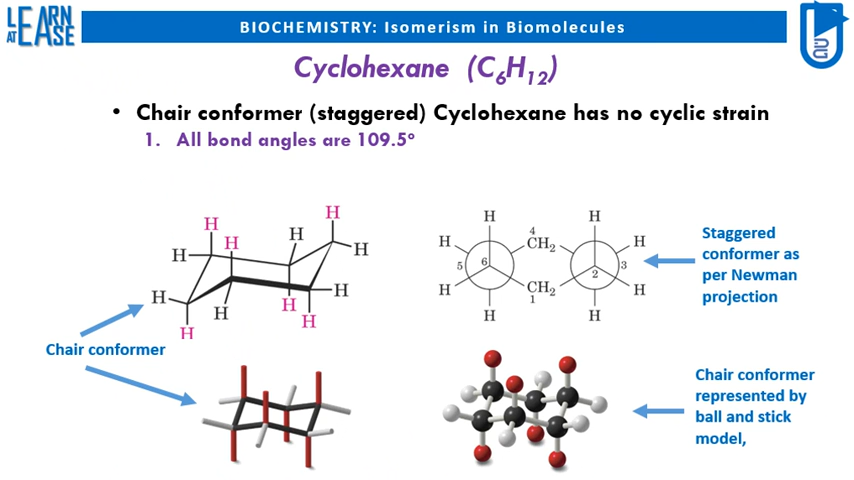 LEARN
AT EASE
BIOCHEMISTRY: Isomerism in Biomolecules
Cyclohexane (C6H12)
• Chair conformer (staggered) Cyclohexane has no cyclic strain
1. All bond angles are 109.5°
H
H
H
H
H
H
H
H
H
H
H
H
Chair conformer
H
H
H
4
CH2
H
5
6
2
3
H
CH2
1
H
H
H
Staggered
conformer as
per Newman
projection
Chair conformer
represented by
ball and stick
model,